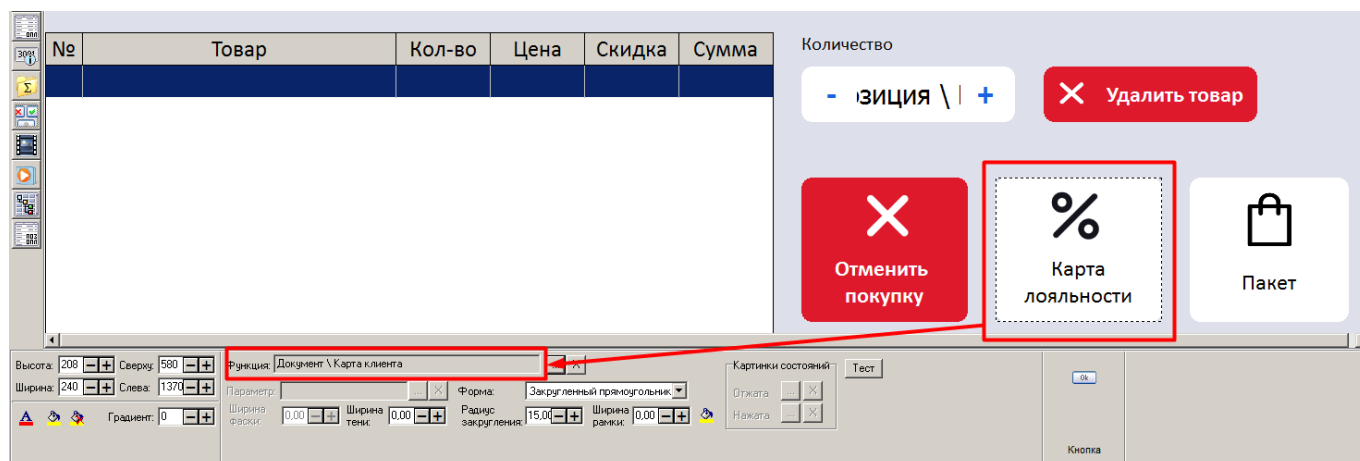 № Товар Кол-во Цена Скидка Сумма
Количество
- зиция \ +
Удалить товар
Отменить
покупку
Карта
лояльности
Пакет
Высота: 208 Сверху: 580
Ширина: 240 Слева: 1370
Градиент: 0
Функция: Документ \ Карта клиента ... X
Параметр: ... X
Форма: Закругленный прямоугольник
Ширина
фаски: 0,00
Ширина
тени: 0,00
Радиус
закругления: 15,00
Ширина
рамки: 0,00
Картинки состояний
Отжата ... X
Нажата ... X
Тест
Ok
Кнопка